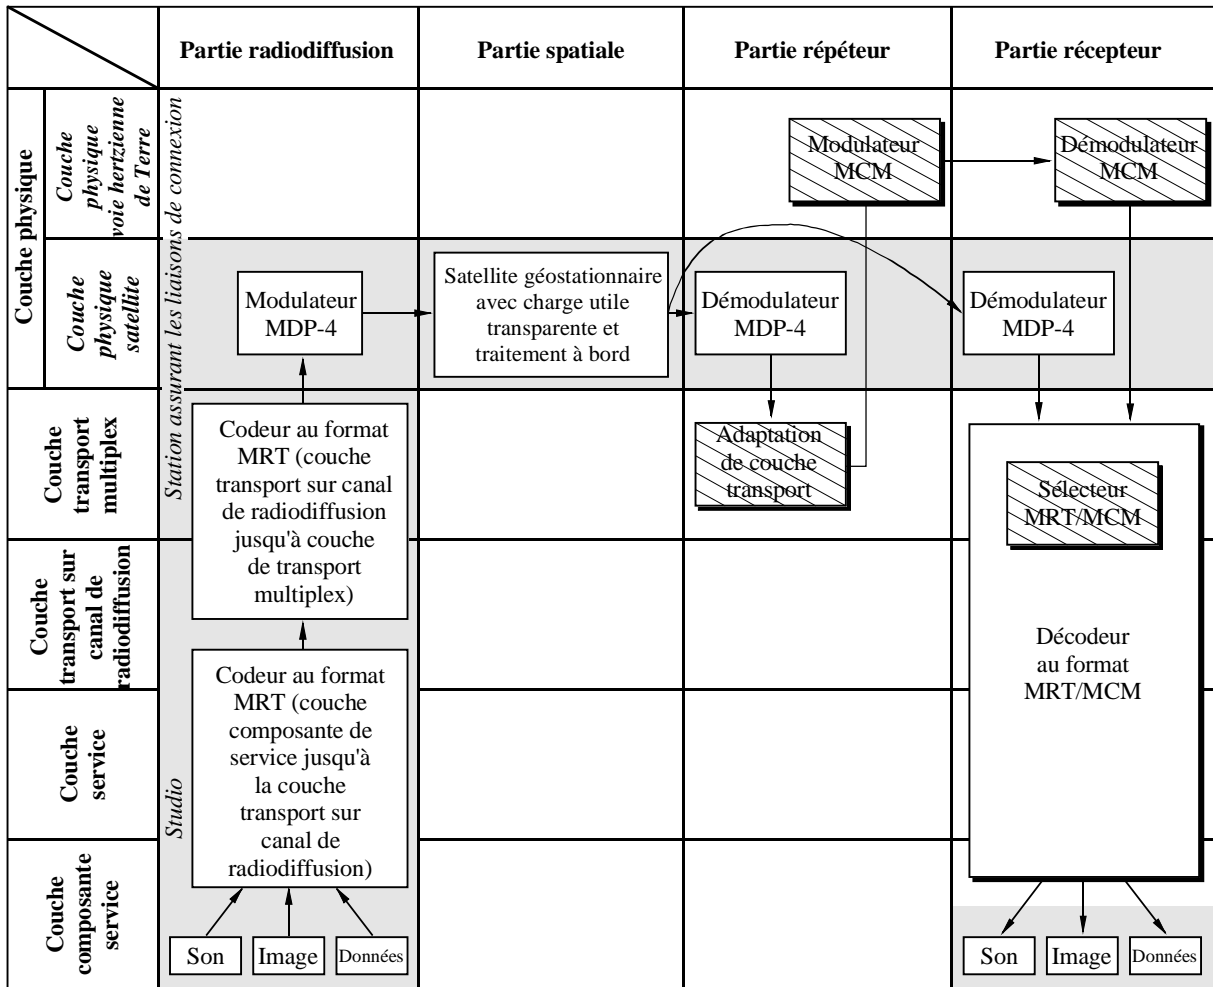 Partie radiodiffusion
Partie spatiale
Partie répéteur
Partie récepteur
Couche physique
Couche
physique
voie hertzienne
de Terre
Station assurant les liaisons de connexion
Modulateur
MCM
Démodulateur
MCM
Couche
physique
satellite
Modulateur
MDP-4
Satellite géostationnaire
avec charge utile
transparente et
traitement à bord
Démodulateur
MDP-4
Démodulateur
MDP-4
Couche
transport
multiplex
Codeur au format
MRT (couche
transport sur canal
de radiodiffusion
jusqu'à couche
de transport
multiplex)
Adaptation
de couche
transport
Sélecteur
MRT/MCM
Couche
transport sur
canal de
radiodiffusion
Décodeur
au format
MRT/MCM
Couche
service
Studio
Codeur au format
MRT (couche
composante de
service jusqu'à
la couche
transport sur
canal de
radiodiffusion)
Couche
composante
service
Son
Image
Données
Son
Image
Données